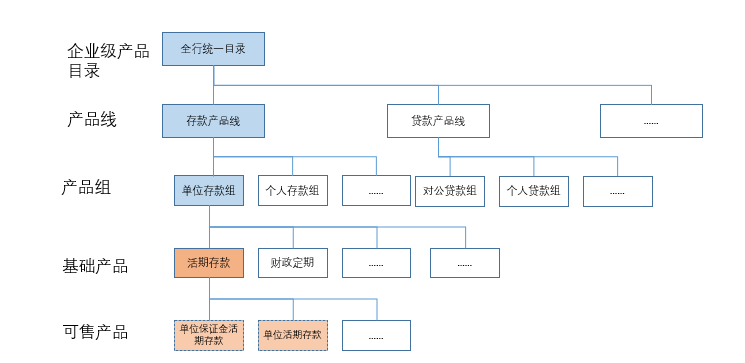 企业级产品
目录
全行统一目录
产品线
存款产品线
贷款产品线
......
产品组
单位存款组
个人存款组
......
对公贷款组
个人贷款组
......
基础产品
活期存款
财政定期
......
......
可售产品
单位保证金活
期存款
单位活期存款
......